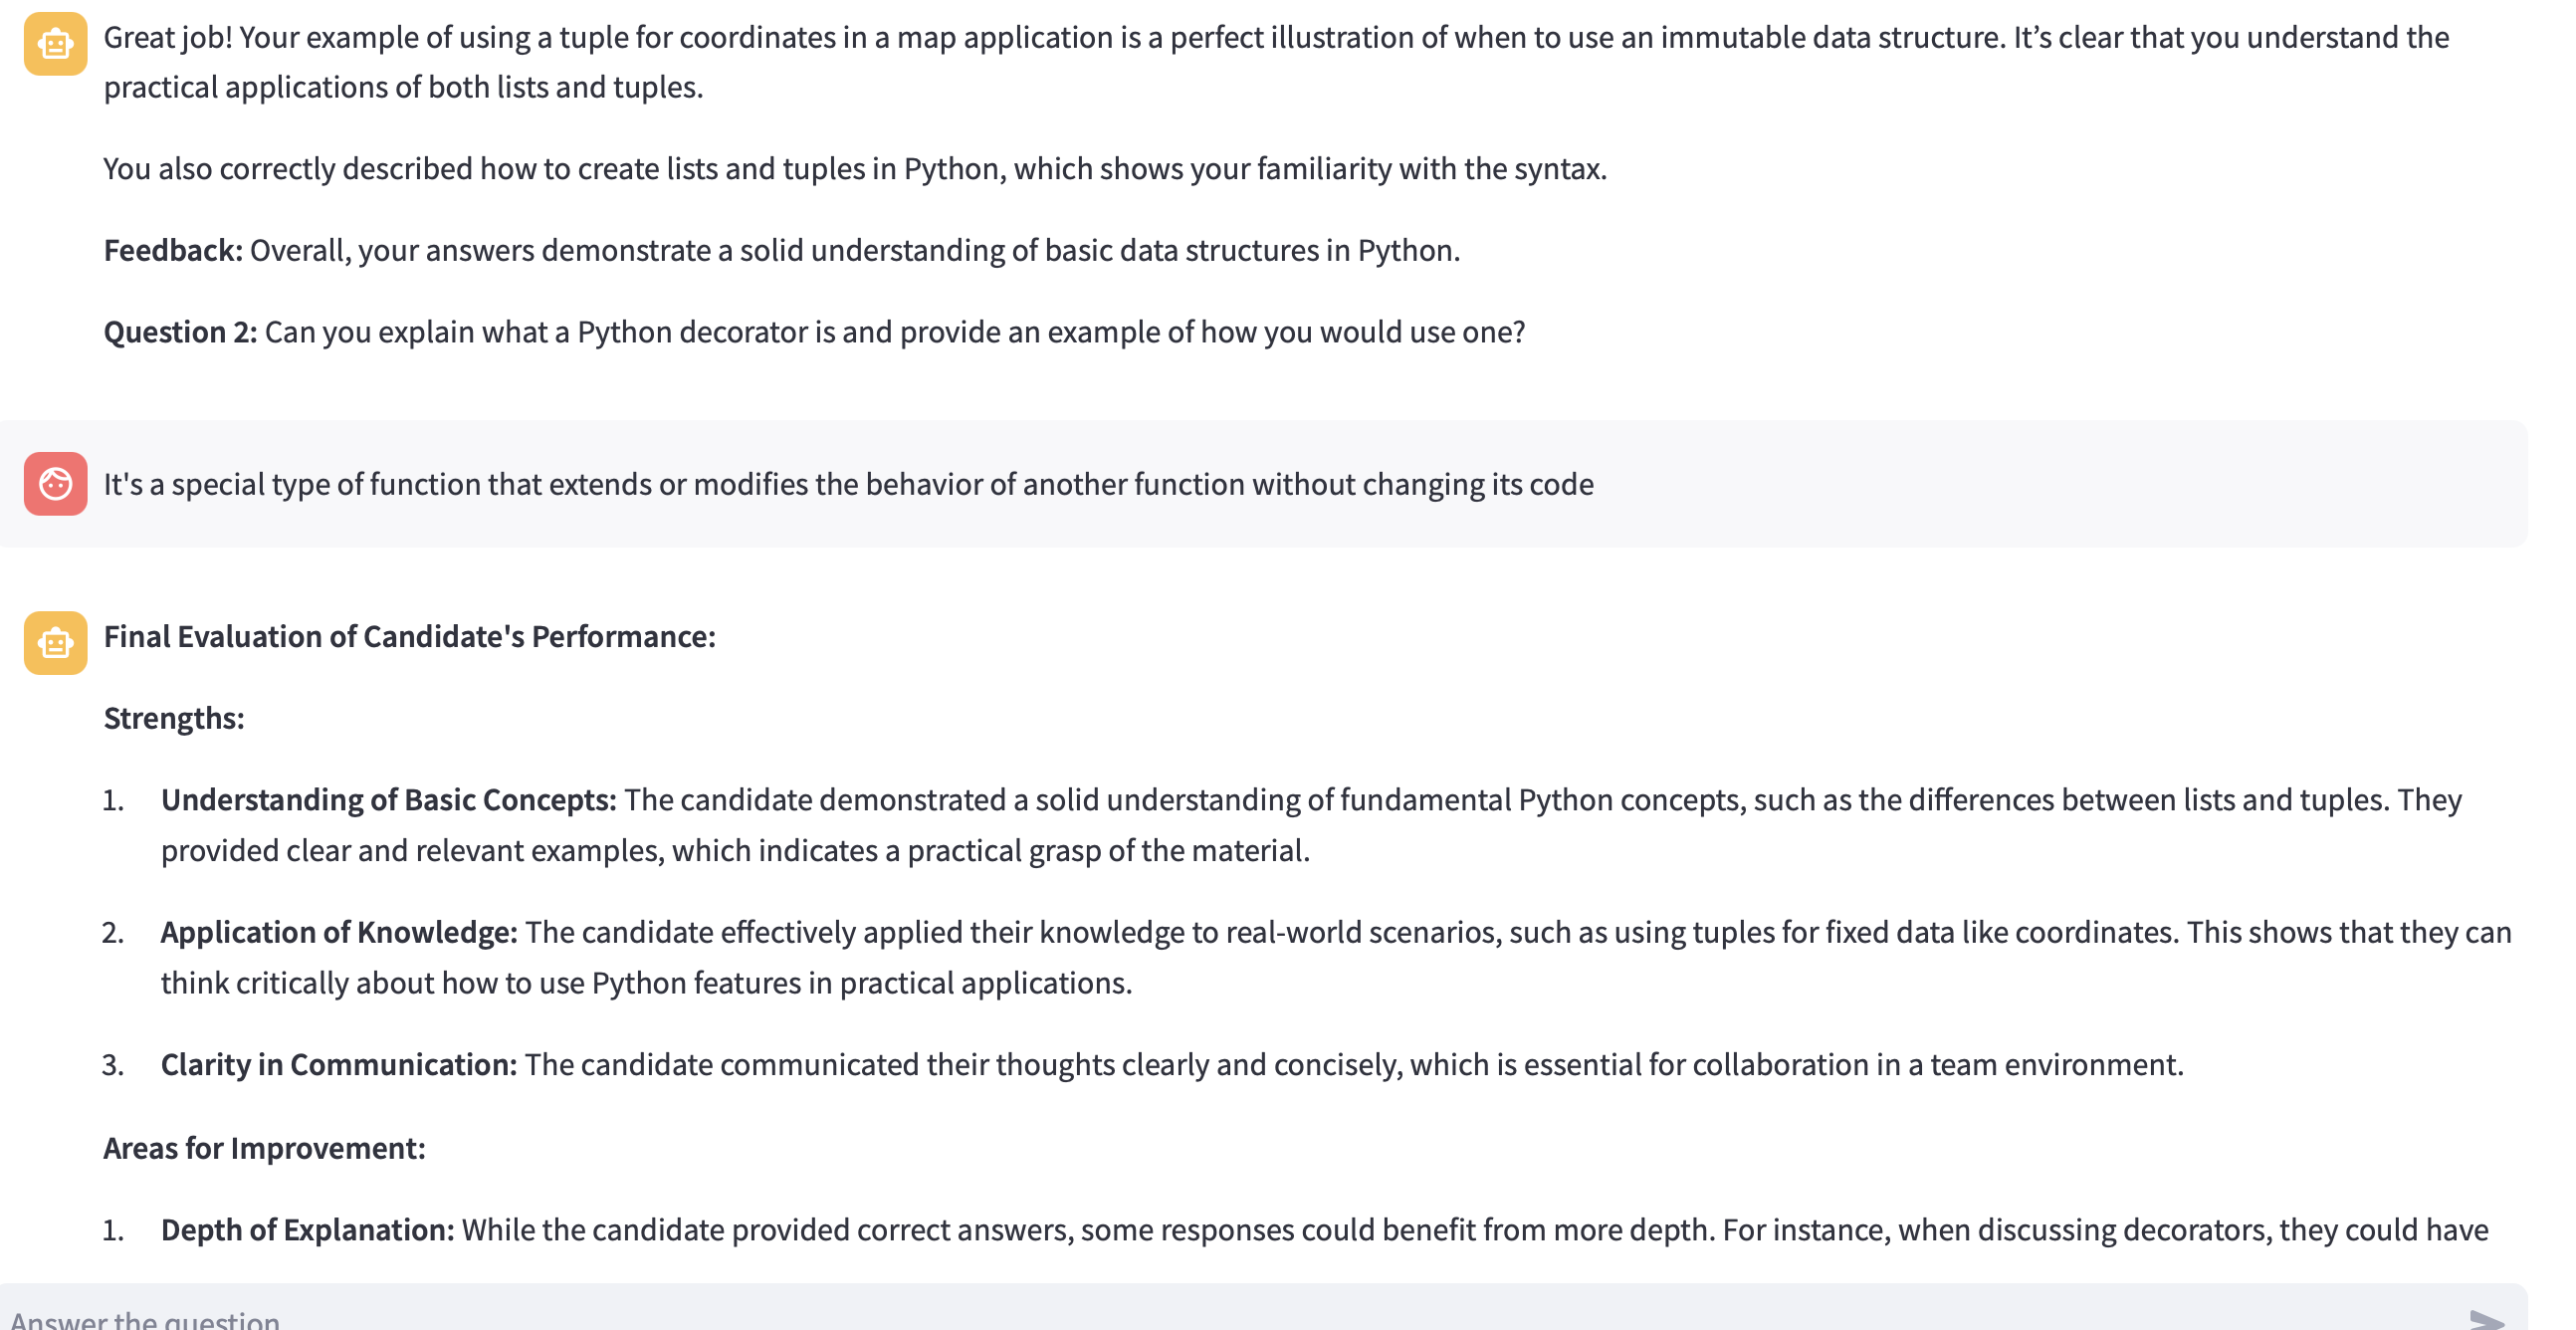 Great job! Your example of using a tuple for coordinates in a map application is a perfect illustration of when to use an immutable data structure. It’s clear that you understand the
practical applications of both lists and tuples.
You also correctly described how to create lists and tuples in Python, which shows your familiarity with the syntax.
Feedback: Overall, your answers demonstrate a solid understanding of basic data structures in Python.
Question 2: Can you explain what a Python decorator is and provide an example of how you would use one?
It's a special type of function that extends or modifies the behavior of another function without changing its code
Final Evaluation of Candidate's Performance:
Strengths:
1. Understanding of Basic Concepts: The candidate demonstrated a solid understanding of fundamental Python concepts, such as the differences between lists and tuples. They
provided clear and relevant examples, which indicates a practical grasp of the material.
2. Application of Knowledge: The candidate effectively applied their knowledge to real-world scenarios, such as using tuples for fixed data like coordinates. This shows that they can
think critically about how to use Python features in practical applications.
3. Clarity in Communication: The candidate communicated their thoughts clearly and concisely, which is essential for collaboration in a team environment.
Areas for Improvement:
1. Depth of Explanation: While the candidate provided correct answers, some responses could benefit from more depth. For instance, when discussing decorators, they could have
Answer the question